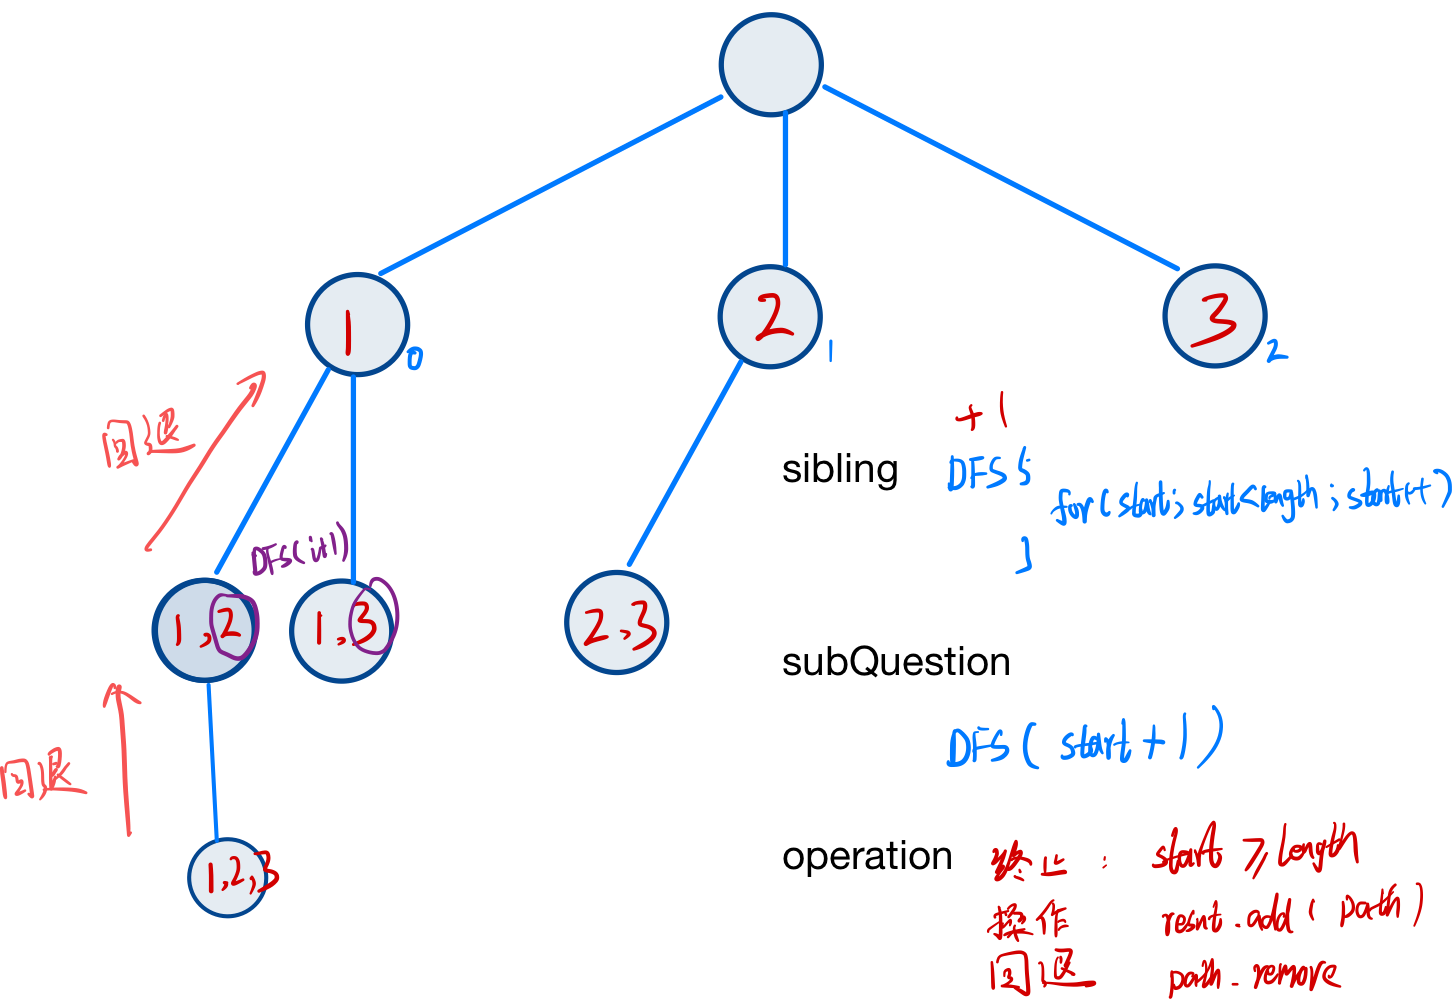 1
0
2
1
3
2
回退
+1
sibling
DFS {
for(start; start<length; start++)
}
DFS(i+1)
1,2
1,3
2,3
subQuestion
DFS(start+1)
回退
1,2,3
operation
终止: start ≥ length
操作 result.add(path)
回退 path.remove